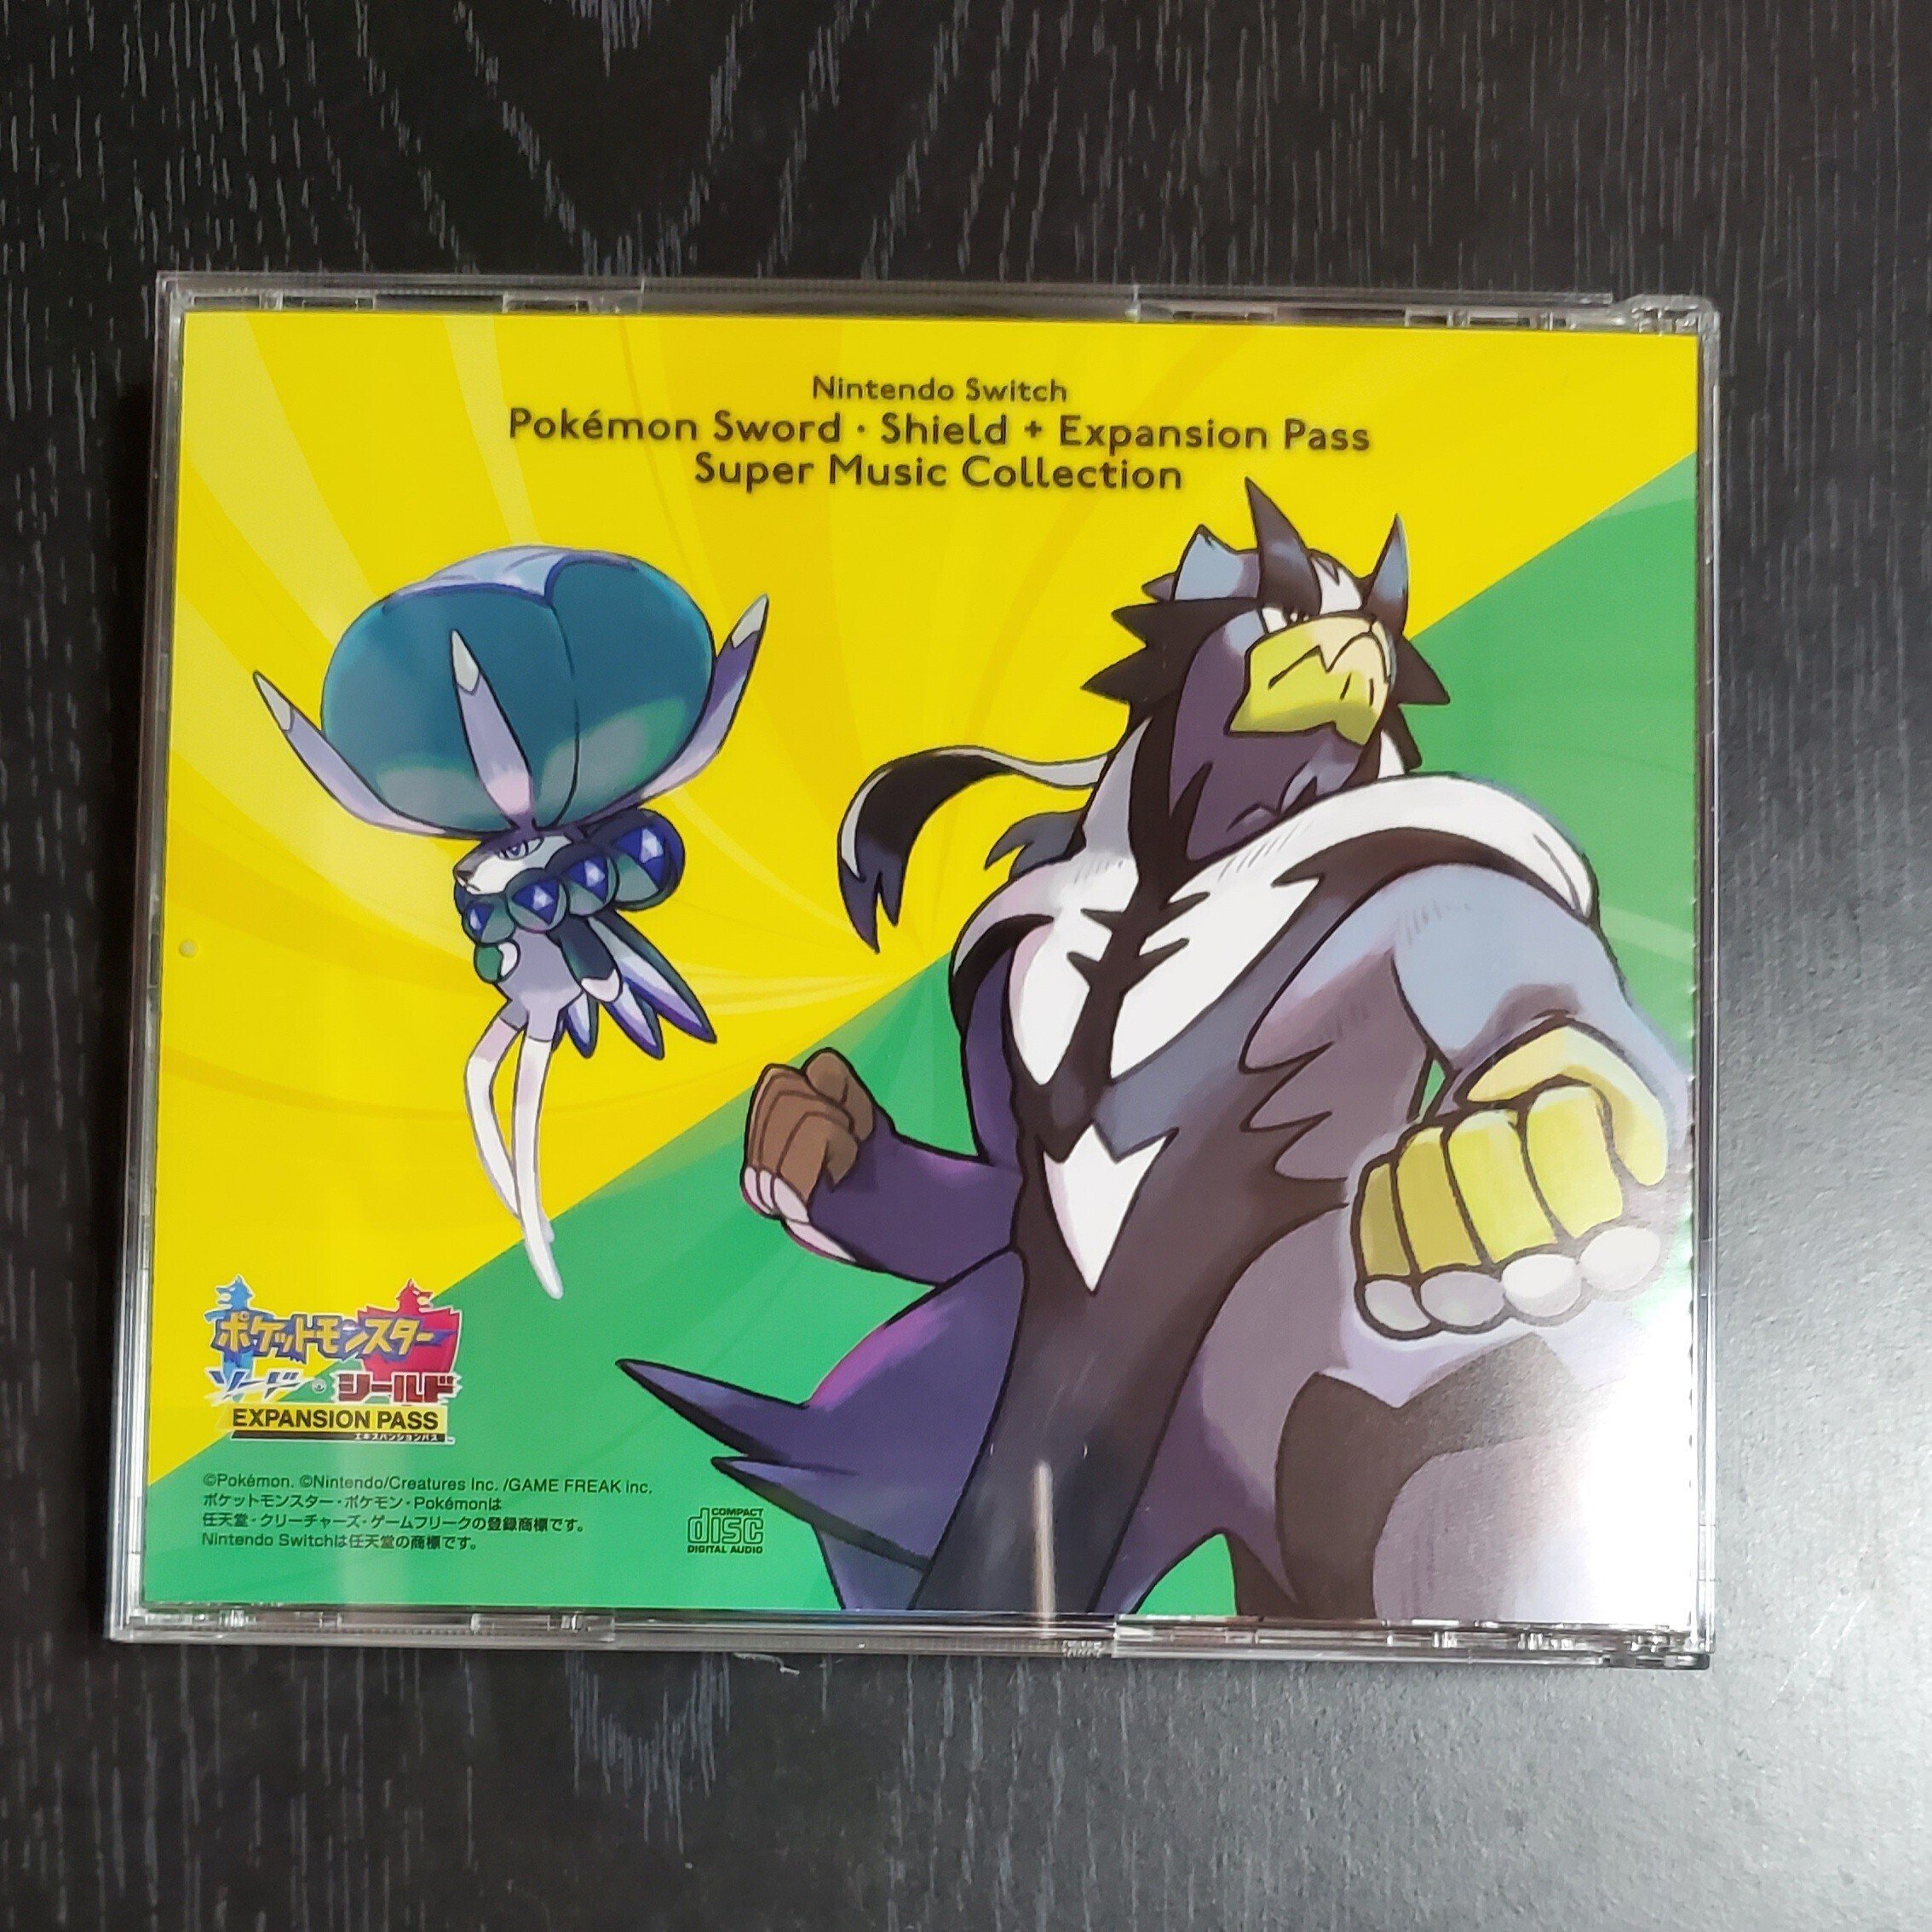 Nintendo Switch
Pokémon Sword · Shield + Expansion Pass
Super Music Collection
ポケットモンスター
ソード・シールド
EXPANSION PASS
エキスパンションパス
©Pokémon. ©Nintendo/Creatures Inc. /GAME FREAK inc.
ポケットモンスター・ポケモン・Pokémonは
任天堂・クリーチャーズ・ゲームフリークの登録商標です。
Nintendo Switchは任天堂の商標です。
COMPACT
disc
DIGITAL AUDIO